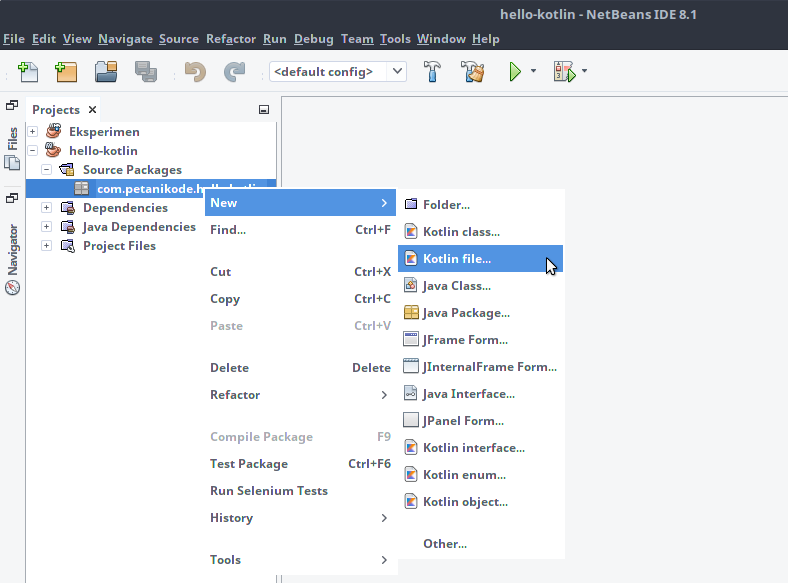 hello-kotlin - NetBeans IDE 8.1
File Edit View Navigate Source Refactor Run Debug Team Tools Window Help
<default config>
Projects
Files
Navigator
Eksperimen
hello-kotlin
Source Packages
com.petanikode.
Dependencies
Java Dependencies
Project Files
New
Find... Ctrl+F
Cut Ctrl+X
Copy Ctrl+C
Paste Ctrl+V
Delete Delete
Refactor
Compile Package F9
Test Package Ctrl+F6
Run Selenium Tests
History
Tools
Folder...
Kotlin class...
Kotlin file...
Java Class...
Java Package...
JFrame Form...
JInternalFrame Form...
Java Interface...
JPanel Form...
Kotlin interface...
Kotlin enum...
Kotlin object...
Other...